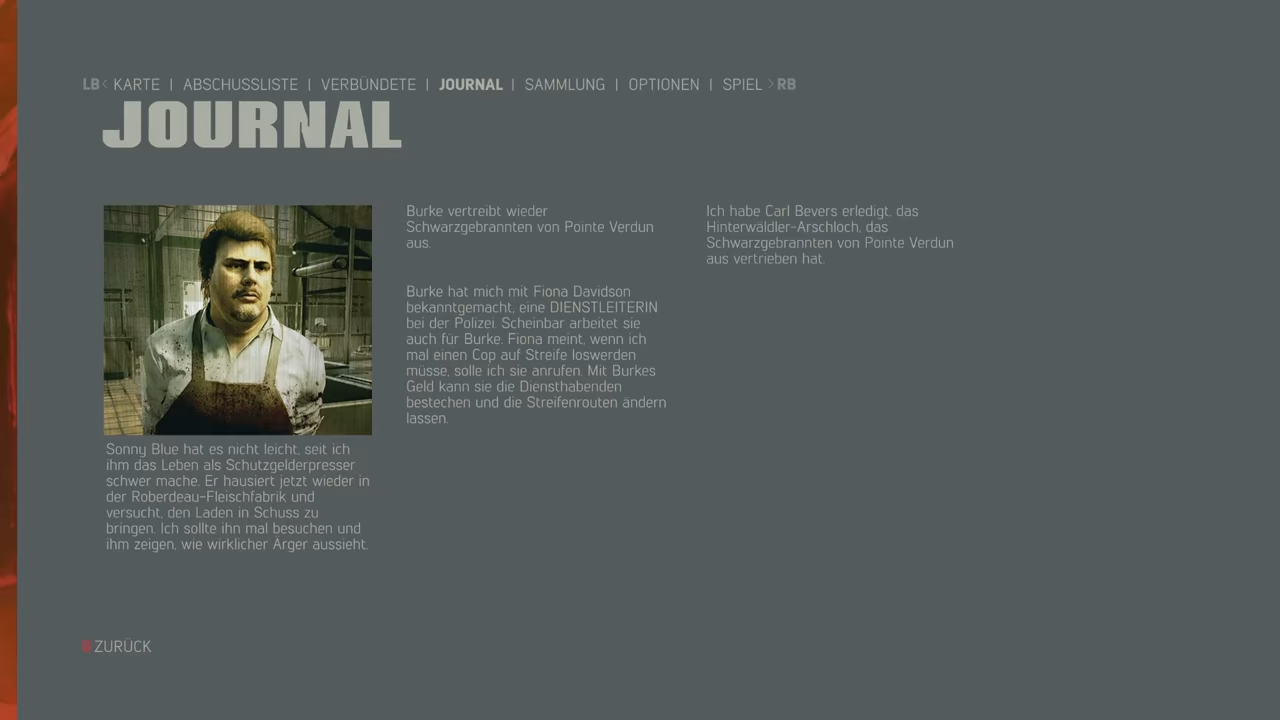 LB< KARTE | ABSCHUSSLISTE | VERBÜNDETE | JOURNAL | SAMMLUNG | OPTIONEN | SPIEL >RB
JOURNAL
Sonny Blue hat es nicht leicht, seit ich
ihm das Leben als Schutzgelderpresser
schwer mache. Er hausiert jetzt wieder in
der Roberdeau-Fleischfabrik und
versucht, den Laden in Schuss zu
bringen. Ich sollte ihn mal besuchen und
ihm zeigen, wie wirklicher Ärger aussieht.
Burke vertreibt wieder
Schwarzgebrannten von Pointe Verdun
aus.
Burke hat mich mit Fiona Davidson
bekanntgemacht, eine DIENSTLEITERIN
bei der Polizei. Scheinbar arbeitet sie
auch für Burke. Fiona meint, wenn ich
mal einen Cop auf Streife loswerden
müsse, solle ich sie anrufen. Mit Burkes
Geld kann sie die Diensthabenden
bestechen und die Streifenrouten ändern
lassen.
Ich habe Carl Bevers erledigt, das
Hinterwäldler-Arschloch, das
Schwarzgebrannten von Pointe Verdun
aus vertrieben hat.
ZURÜCK